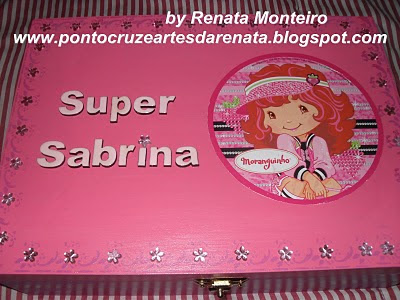 by Renata Monteiro
www.pontocruzeartesdarenata.blogspot.com
Super
Sabrina
Moranguinho